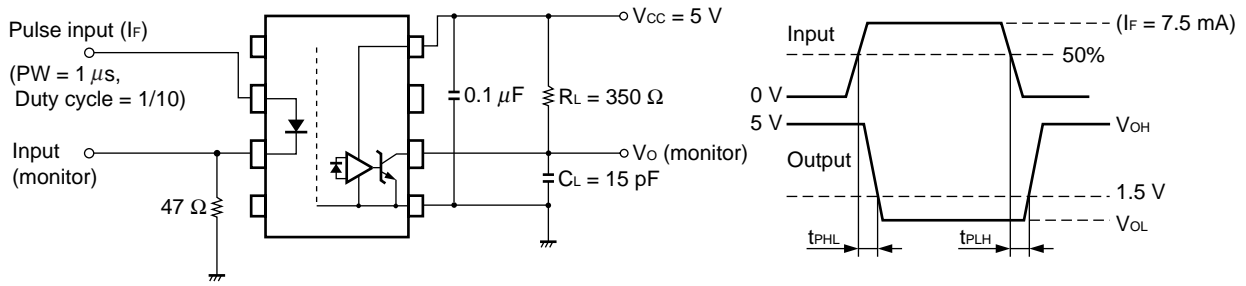 Pulse input (IF)
(PW = 1 μs,
Duty cycle = 1/10)
Input
(monitor)
47 Ω
VCC = 5 V
0.1 μF
RL = 350 Ω
VO (monitor)
CL = 15 pF
Input
(IF = 7.5 mA)
50%
0 V
5 V
VOH
Output
1.5 V
VOL
tPHL
tPLH